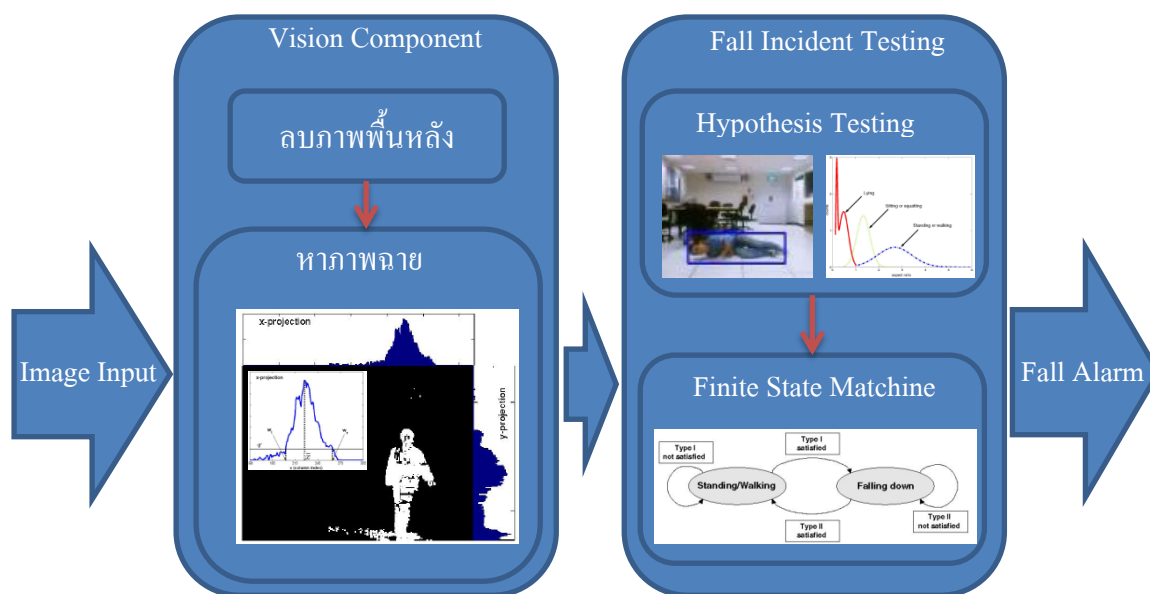 Image Input
Vision Component
ลบภาพพื้นหลัง
หาภาพฉาย
x-projection
y-projection
x-projection
Fall Incident Testing
Hypothesis Testing
Lying
Sitting or squatting
Standing or walking
aspect ratio
Finite State Matchine
Type I
not satisfied
Type I
satisfied
Standing/Walking
Falling down
Type II
satisfied
Type II
not satisfied
Fall Alarm